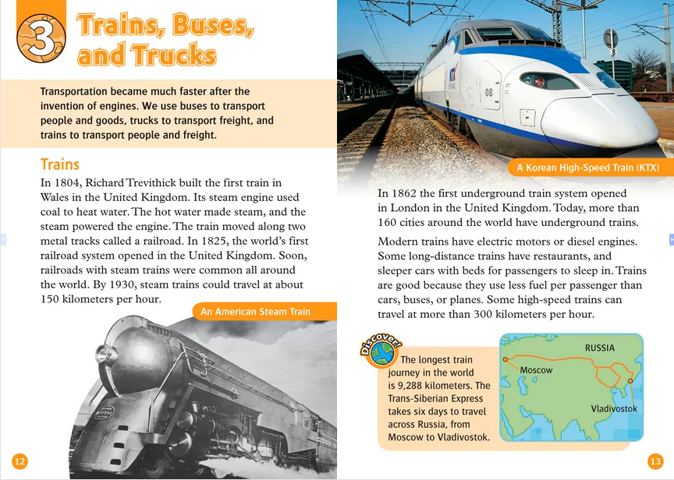 3
Trains, Buses,
and Trucks
Transportation became much faster after the
invention of engines. We use buses to transport
people and goods, trucks to transport freight, and
trains to transport people and freight.
Trains
In 1804, Richard Trevithick built the first train in
Wales in the United Kingdom. Its steam engine used
coal to heat water. The hot water made steam, and the
steam powered the engine. The train moved along two
metal tracks called a railroad. In 1825, the world's first
railroad system opened in the United Kingdom. Soon,
railroads with steam trains were common all around
the world. By 1930, steam trains could travel at about
150 kilometers per hour.
An American Steam Train
12
08
A Korean High-Speed Train (KTX)
In 1862 the first underground train system opened
in London in the United Kingdom. Today, more than
160 cities around the world have underground trains.
Modern trains have electric motors or diesel engines.
Some long-distance trains have restaurants, and
sleeper cars with beds for passengers to sleep in. Trains
are good because they use less fuel per passenger than
cars, buses, or planes. Some high-speed trains can
travel at more than 300 kilometers per hour.
Discover!
The longest train
journey in the world
is 9,288 kilometers. The
Trans-Siberian Express
takes six days to travel
across Russia, from
Moscow to Vladivostok.
RUSSIA
Moscow
Vladivostok
13